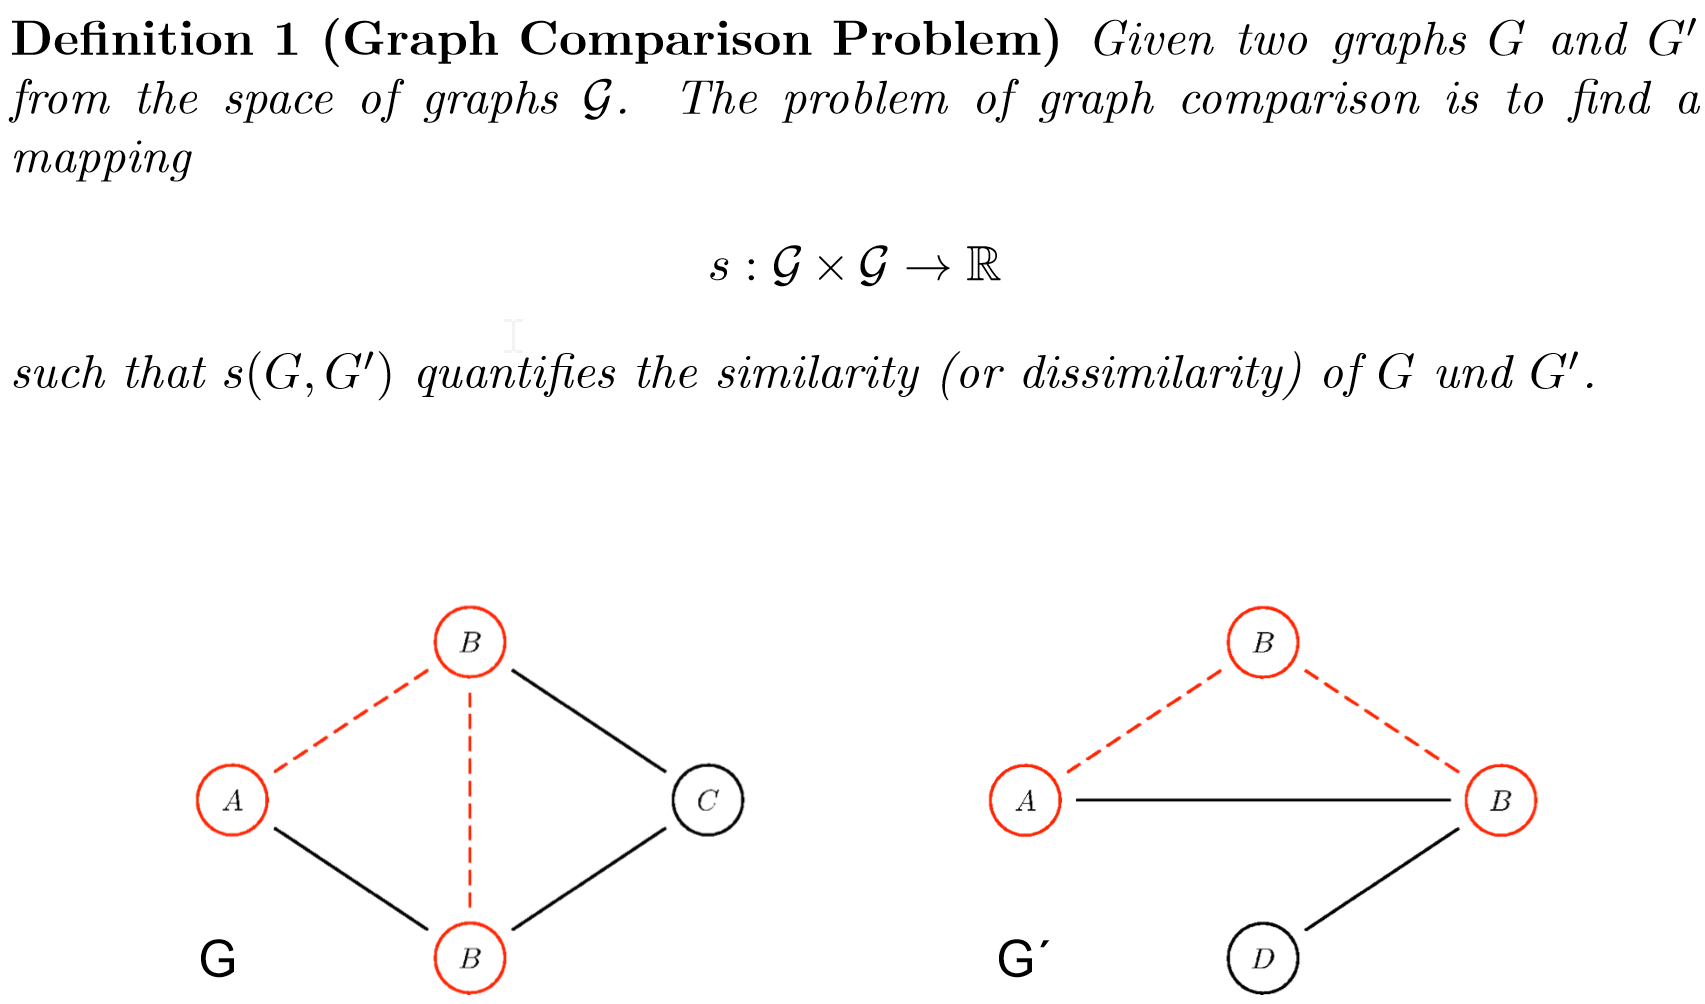 Definition 1 (Graph Comparison Problem) Given two graphs G and G′
from the space of graphs 𝒢. The problem of graph comparison is to find a
mapping
s : 𝒢 × 𝒢 → ℝ
such that s(G, G′) quantifies the similarity (or dissimilarity) of G und G′.
B
B
A
C
A
B
G
B
G´
D